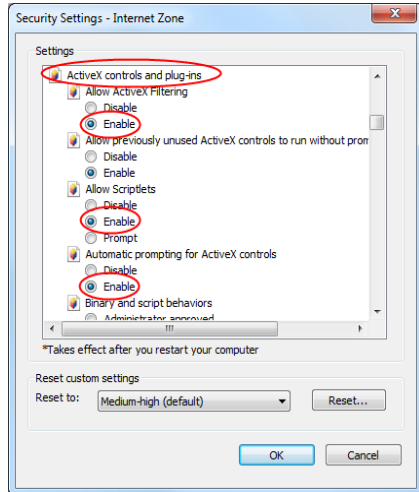 Security Settings - Internet Zone
Settings
ActiveX controls and plug-ins
Allow ActiveX Filtering
Disable
Enable
Allow previously unused ActiveX controls to run without prom
Disable
Enable
Allow Scriptlets
Disable
Enable
Prompt
Automatic prompting for ActiveX controls
Disable
Enable
Binary and script behaviors
Administrator approved
*Takes effect after you restart your computer
Reset custom settings
Reset to: Medium-high (default) Reset...
OK Cancel